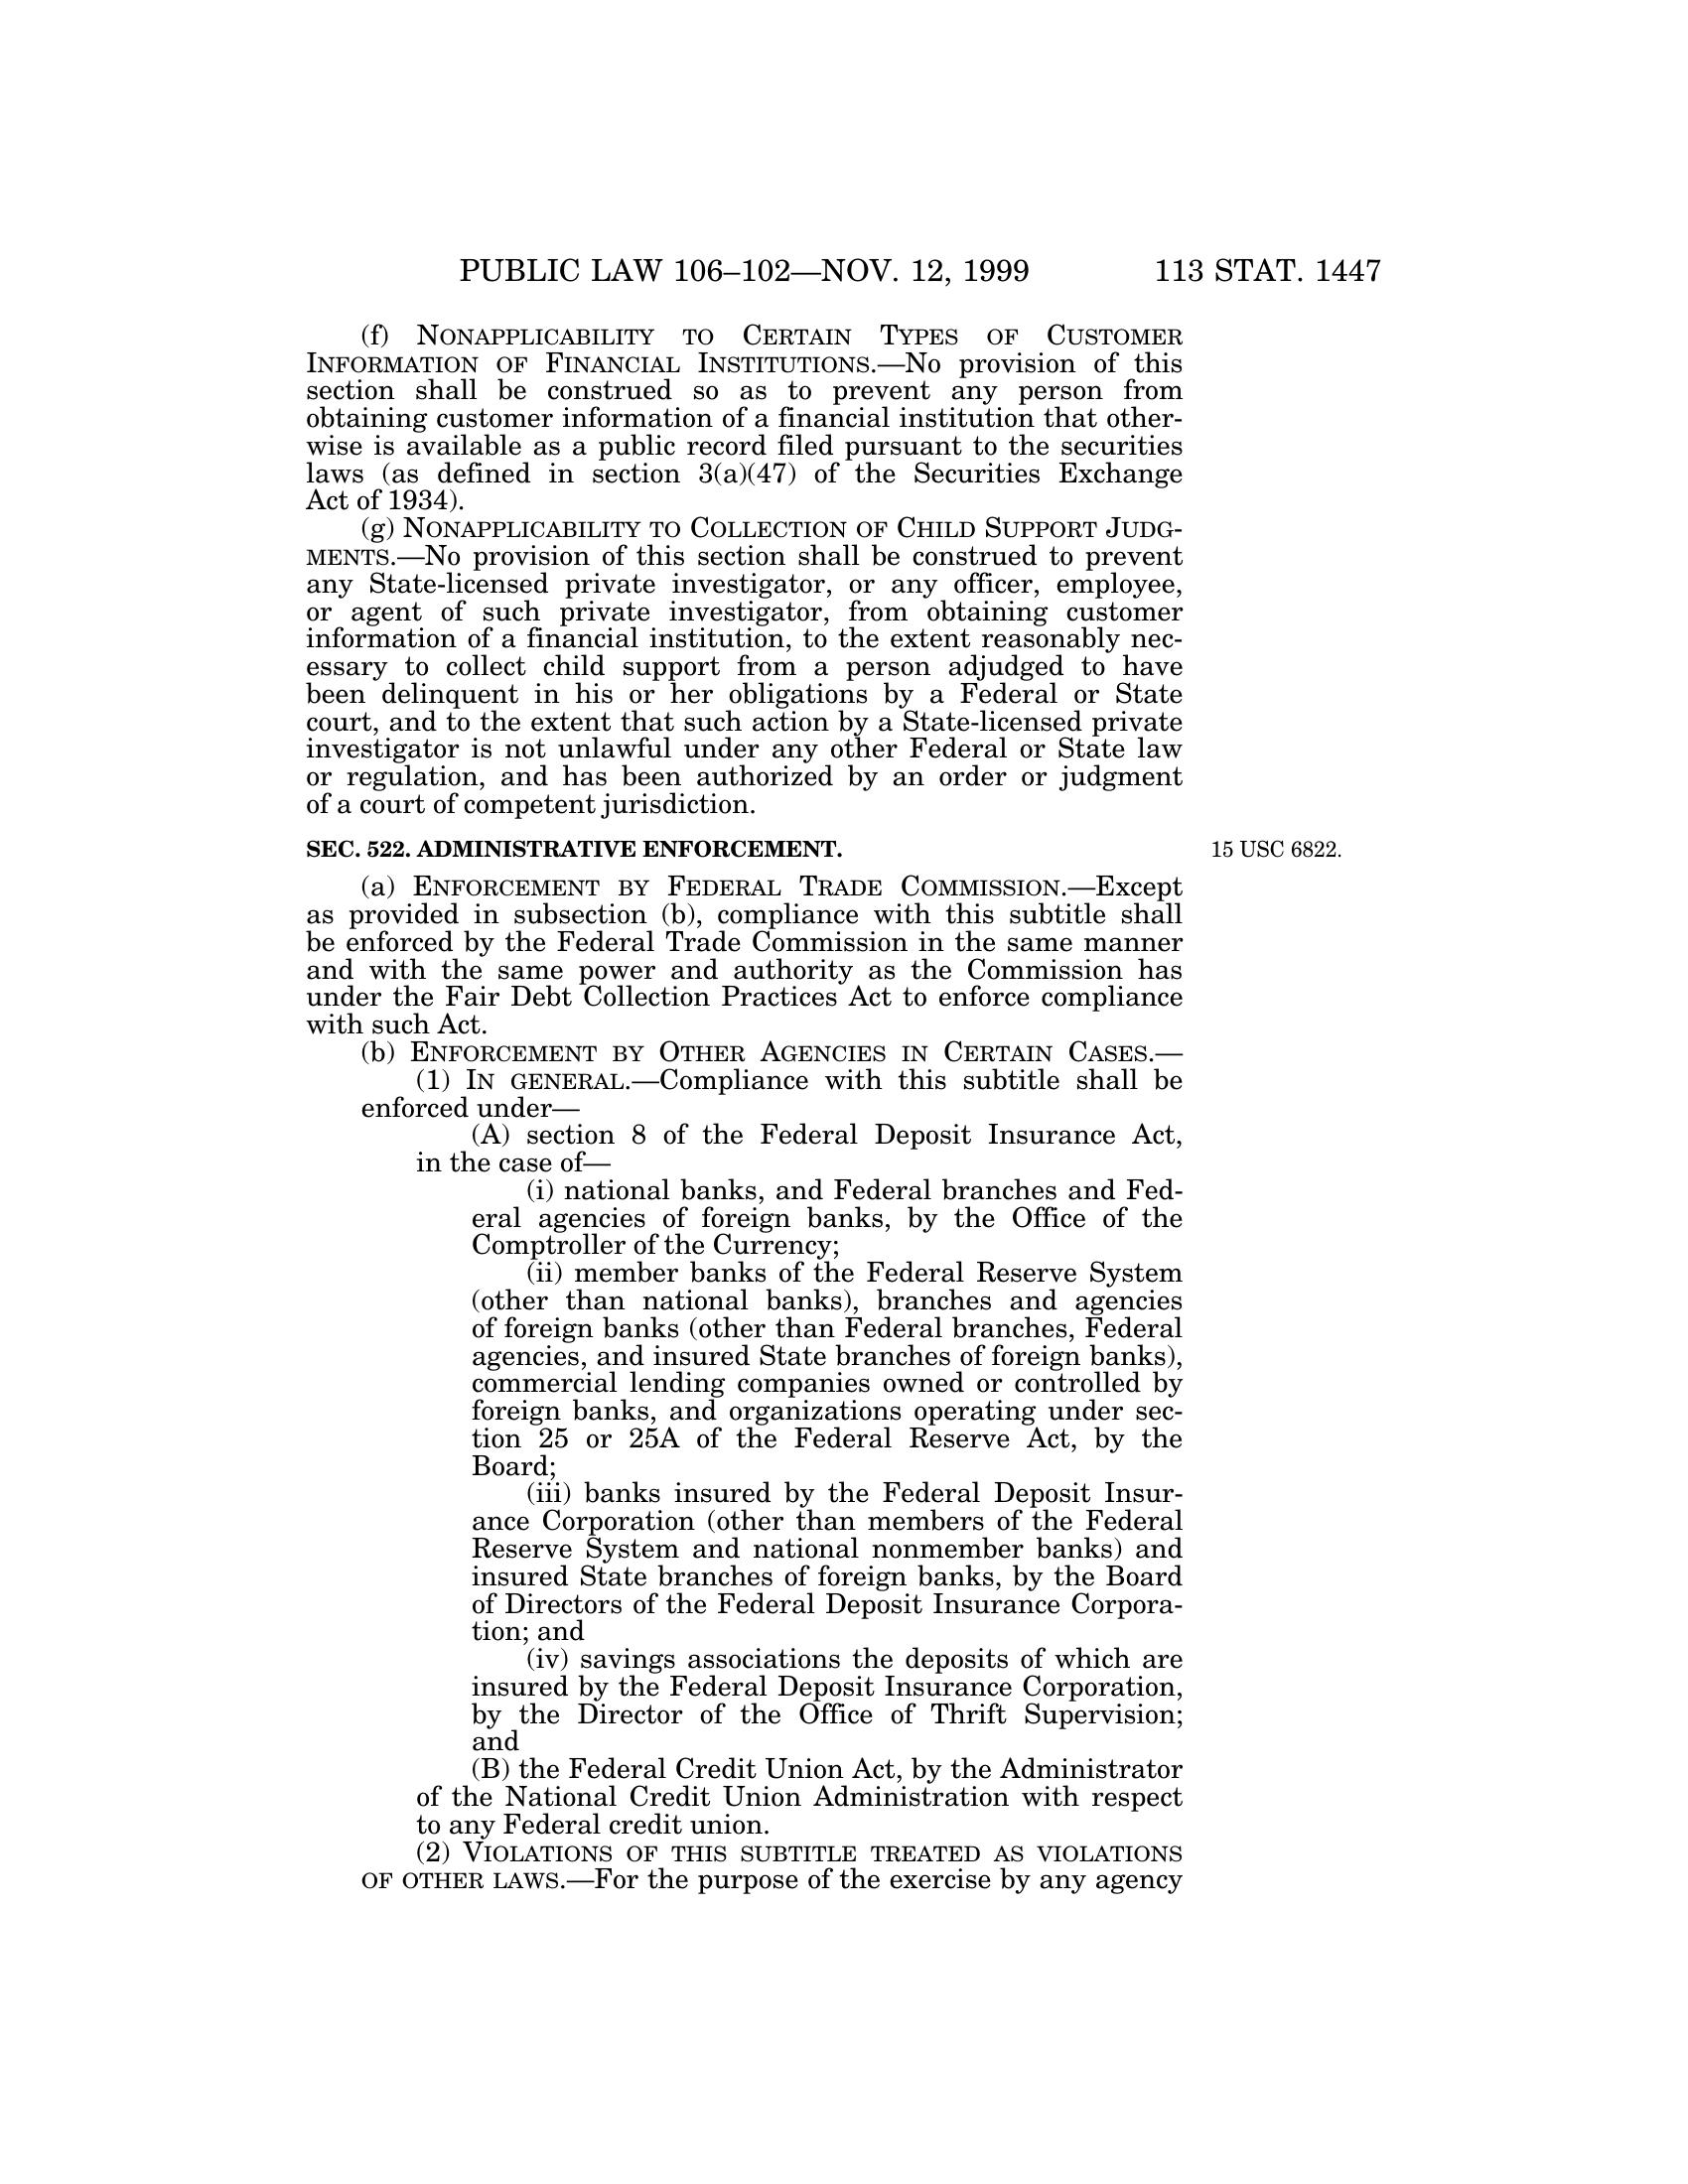 PUBLIC LAW 106–102—NOV. 12, 1999 113 STAT. 1447
(f) NONAPPLICABILITY TO CERTAIN TYPES OF CUSTOMER
INFORMATION OF FINANCIAL INSTITUTIONS.—No provision of this
section shall be construed so as to prevent any person from
obtaining customer information of a financial institution that other-
wise is available as a public record filed pursuant to the securities
laws (as defined in section 3(a)(47) of the Securities Exchange
Act of 1934).
(g) NONAPPLICABILITY TO COLLECTION OF CHILD SUPPORT JUDG-
MENTS.—No provision of this section shall be construed to prevent
any State-licensed private investigator, or any officer, employee,
or agent of such private investigator, from obtaining customer
information of a financial institution, to the extent reasonably nec-
essary to collect child support from a person adjudged to have
been delinquent in his or her obligations by a Federal or State
court, and to the extent that such action by a State-licensed private
investigator is not unlawful under any other Federal or State law
or regulation, and has been authorized by an order or judgment
of a court of competent jurisdiction.
SEC. 522. ADMINISTRATIVE ENFORCEMENT. 15 USC 6822.
(a) ENFORCEMENT BY FEDERAL TRADE COMMISSION.—Except
as provided in subsection (b), compliance with this subtitle shall
be enforced by the Federal Trade Commission in the same manner
and with the same power and authority as the Commission has
under the Fair Debt Collection Practices Act to enforce compliance
with such Act.
(b) ENFORCEMENT BY OTHER AGENCIES IN CERTAIN CASES.—
(1) IN GENERAL.—Compliance with this subtitle shall be
enforced under—
(A) section 8 of the Federal Deposit Insurance Act,
in the case of—
(i) national banks, and Federal branches and Fed-
eral agencies of foreign banks, by the Office of the
Comptroller of the Currency;
(ii) member banks of the Federal Reserve System
(other than national banks), branches and agencies
of foreign banks (other than Federal branches, Federal
agencies, and insured State branches of foreign banks),
commercial lending companies owned or controlled by
foreign banks, and organizations operating under sec-
tion 25 or 25A of the Federal Reserve Act, by the
Board;
(iii) banks insured by the Federal Deposit Insur-
ance Corporation (other than members of the Federal
Reserve System and national nonmember banks) and
insured State branches of foreign banks, by the Board
of Directors of the Federal Deposit Insurance Corpora-
tion; and
(iv) savings associations the deposits of which are
insured by the Federal Deposit Insurance Corporation,
by the Director of the Office of Thrift Supervision;
and
(B) the Federal Credit Union Act, by the Administrator
of the National Credit Union Administration with respect
to any Federal credit union.
(2) VIOLATIONS OF THIS SUBTITLE TREATED AS VIOLATIONS
OF OTHER LAWS.—For the purpose of the exercise by any agency